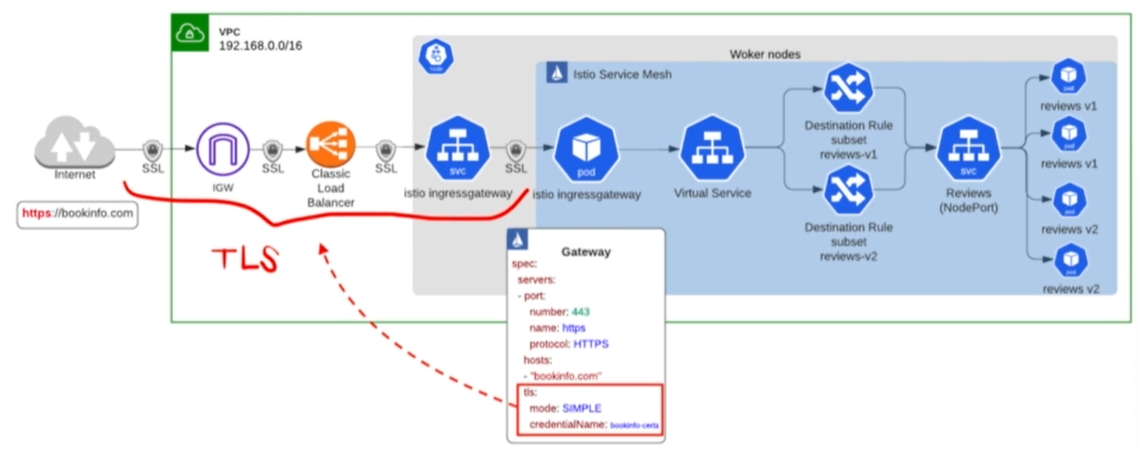 VPC
192.168.0.0/16
Woker nodes
node
Istio Service Mesh
Internet
SSL
IGW
SSL
Classic
Load
Balancer
SSL
svc
istio ingressgateway
SSL
pod
istio ingressgateway
Virtual Service
Destination Rule
subset
reviews-v1
Destination Rule
subset
reviews-v2
svc
Reviews
(NodePort)
pod
reviews v1
pod
reviews v1
pod
reviews v2
pod
reviews v2
https://bookinfo.com
TLS
Gateway
spec:
servers:
- port:
number: 443
name: https
protocol: HTTPS
hosts:
- "bookinfo.com"
tls:
mode: SIMPLE
credentialName: bookinfo-certs